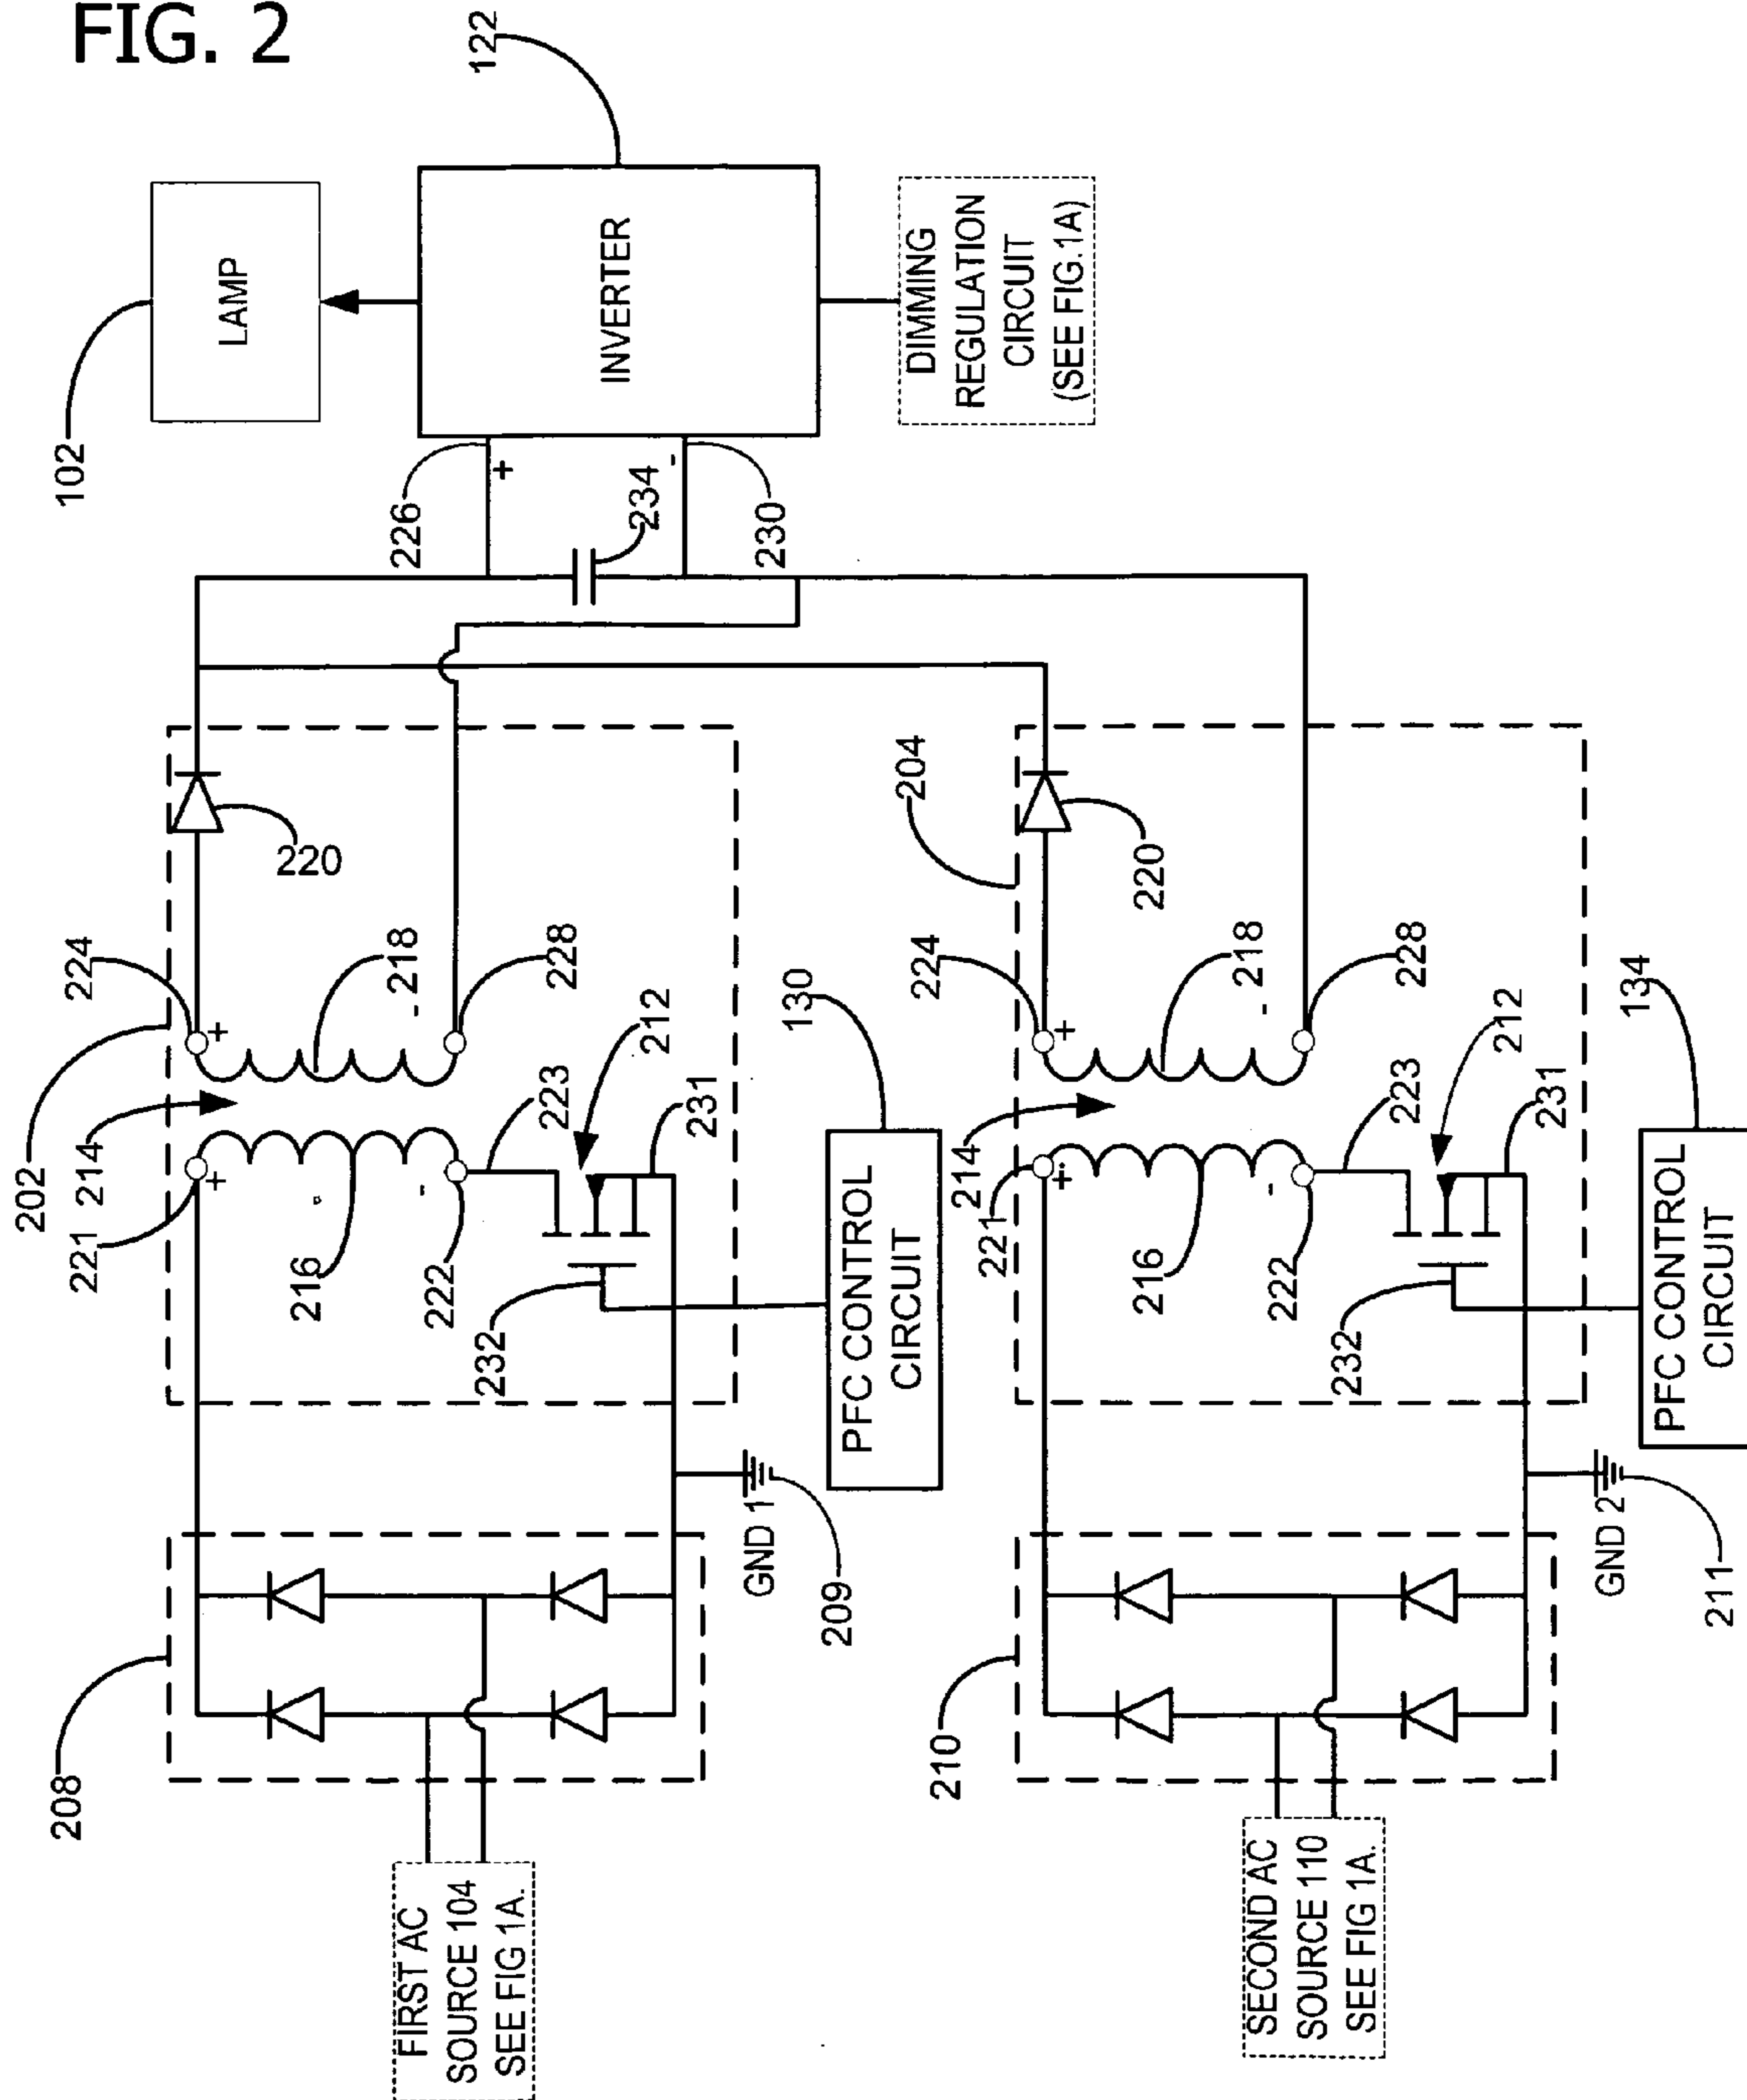 FIG. 2
122
102
LAMP
INVERTER
DIMMING
REGULATION
CIRCUIT
(SEE FIG.1A)
226
+
234
-
230
220
204
220
224
218
228
202
+
-
214
221
+
216
-
222
223
212
231
232
130
PFC CONTROL
CIRCUIT
224
218
228
+
-
214
221
+
216
-
222
223
212
231
232
134
PFC CONTROL
CIRCUIT
GND 1
209
GND 2
211
208
210
FIRST AC
SOURCE 104
SEE FIG 1A.
SECOND AC
SOURCE 110
SEE FIG 1A.